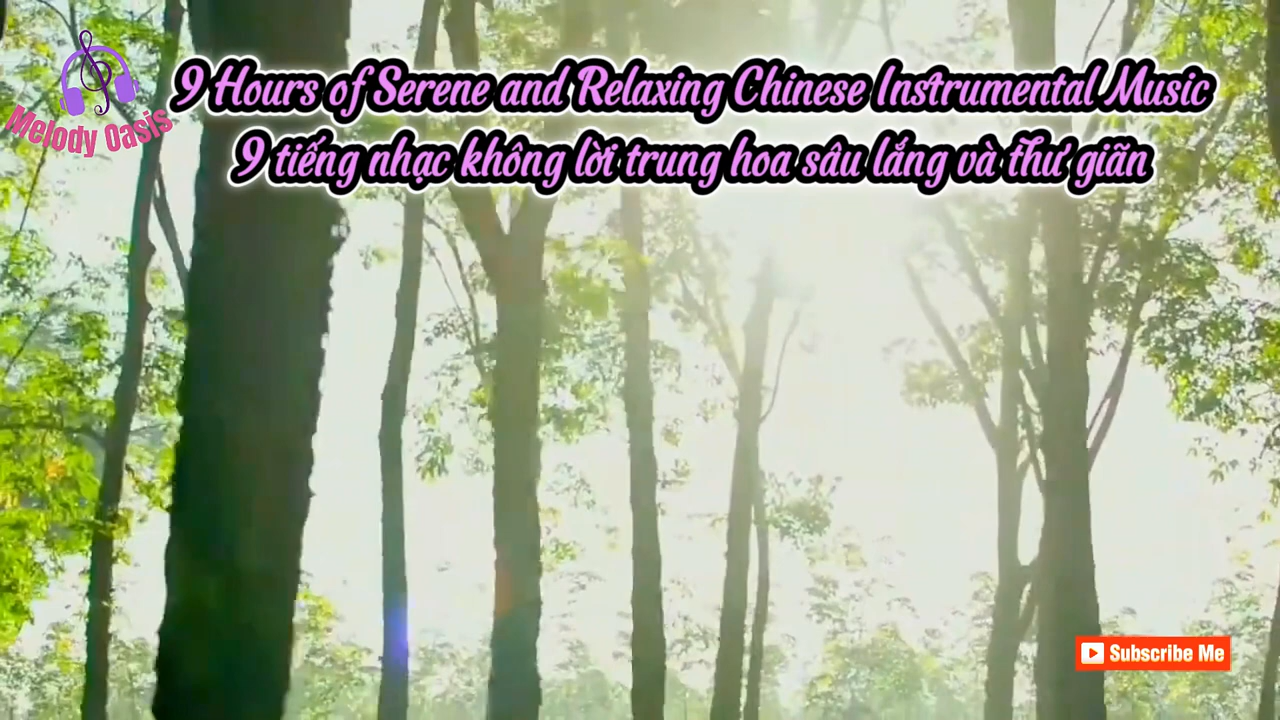 Melody Oasis
9 Hours of Serene and Relaxing Chinese Instrumental Music
9 tiếng nhạc không lời trung hoa sâu lắng và thư giãn
Subscribe Me